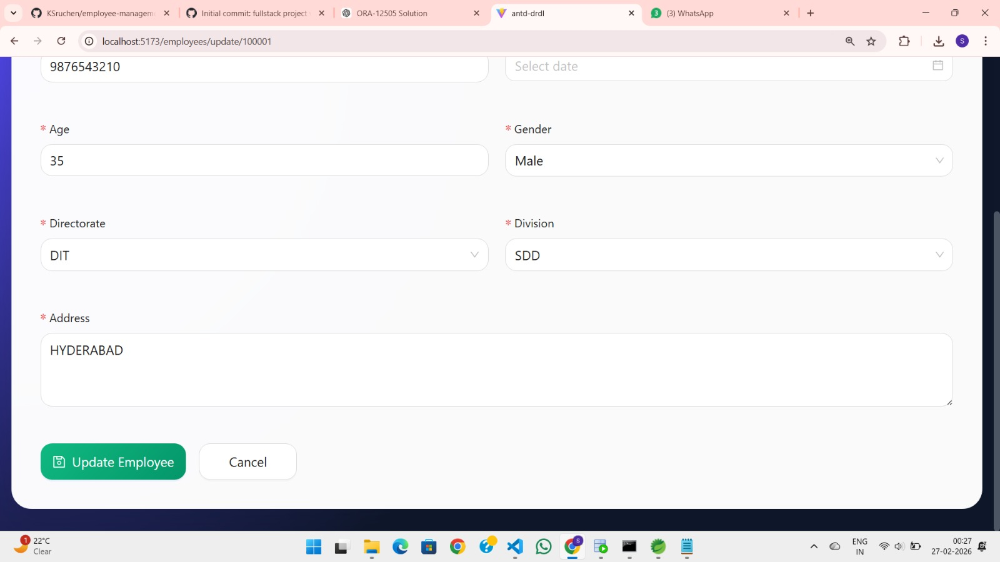 KSruchen/employee-managem
Initial commit: fullstack project
ORA-12505 Solution
antd-drdl
3
(3) WhatsApp
localhost:5173/employees/update/100001
S
9876543210
Select date
* Age
* Gender
35
Male
* Directorate
* Division
DIT
SDD
* Address
HYDERABAD
Update Employee
Cancel
1
22°C
Clear
S
ENG
IN
00:27
27-02-2026